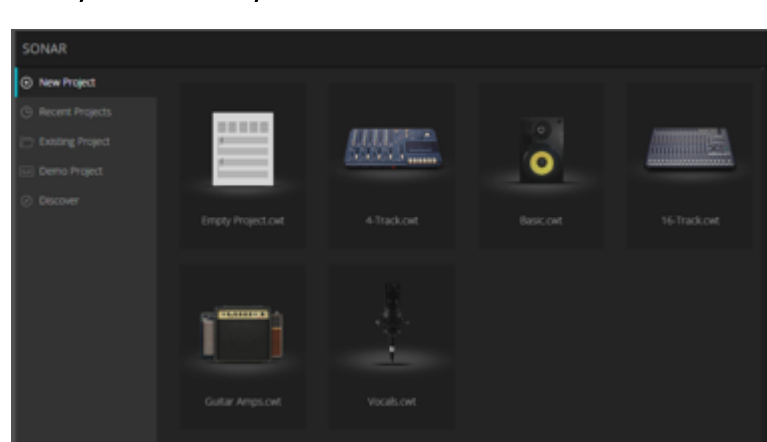 SONAR
New Project
Recent Projects
Existing Project
Demo Project
Discover
Empty Project.cwt
4-Track.cwt
Basic.cwt
16-Track.cwt
Guitar Amps.cwt
Vocals.cwt